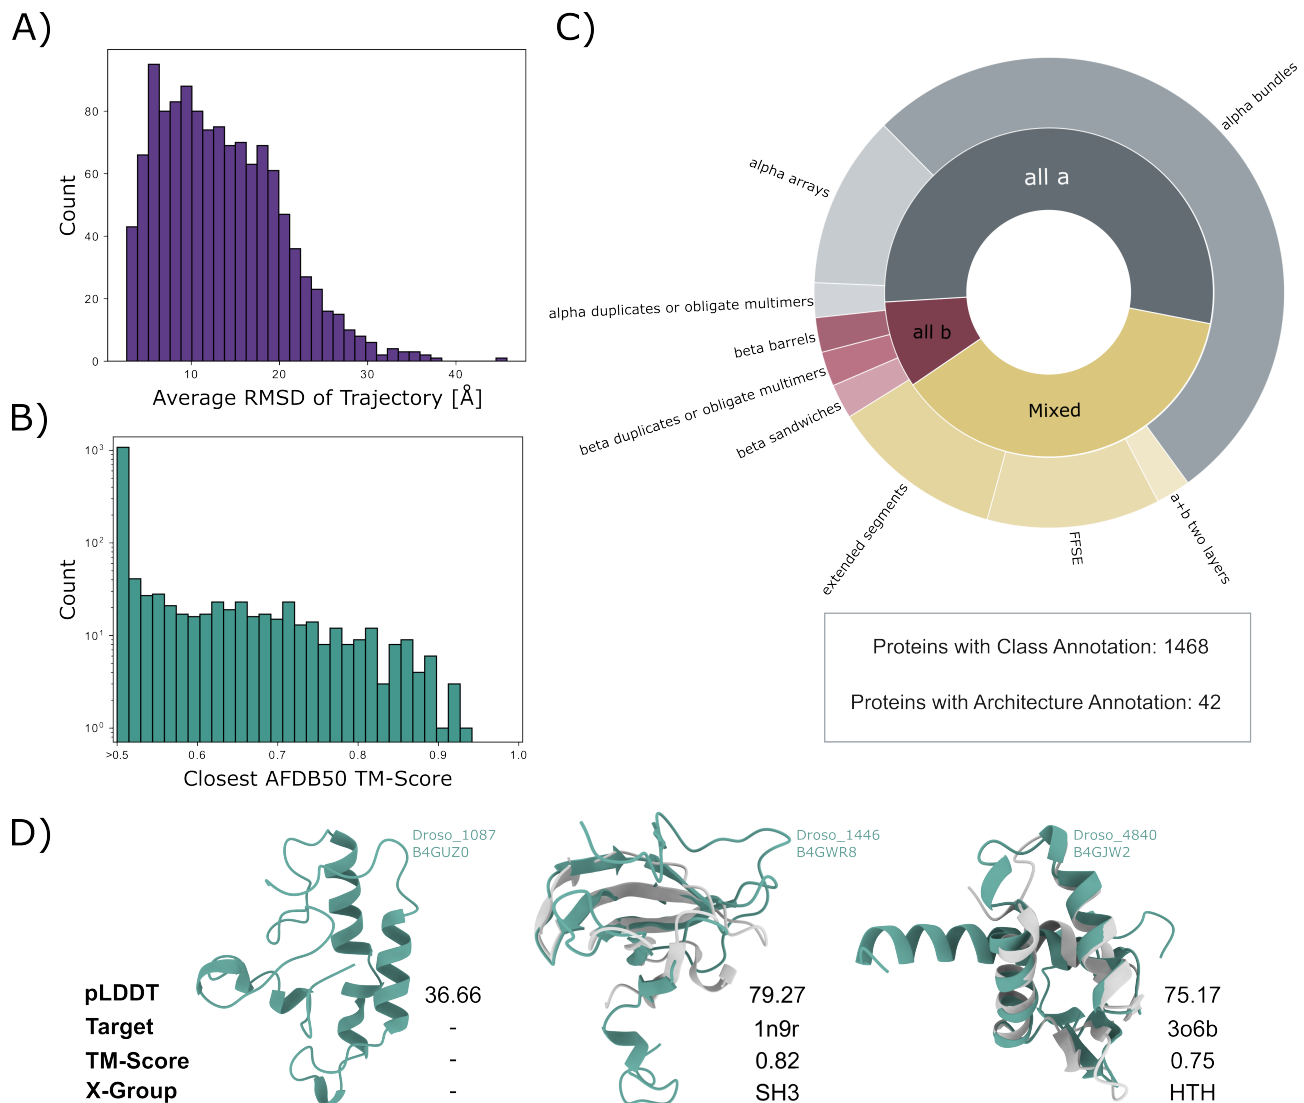 A)
Count
0
20
40
60
80
10
20
30
40
Average RMSD of Trajectory [Å]
B)
Count
10³
10²
10¹
10⁰
>0.5
0.6
0.7
0.8
0.9
1.0
Closest AFDB50 TM-Score
C)
all a
all b
Mixed
alpha bundles
alpha arrays
alpha duplicates or obligate multimers
beta barrels
beta duplicates or obligate multimers
beta sandwiches
extended segments
FFSE
a+b two layers
Proteins with Class Annotation: 1468
Proteins with Architecture Annotation: 42
D)
Droso_1087
B4GUZ0
Droso_1446
B4GWR8
Droso_4840
B4GJW2
pLDDT 36.66 79.27 75.17
Target - 1n9r 3o6b
TM-Score - 0.82 0.75
X-Group - SH3 HTH